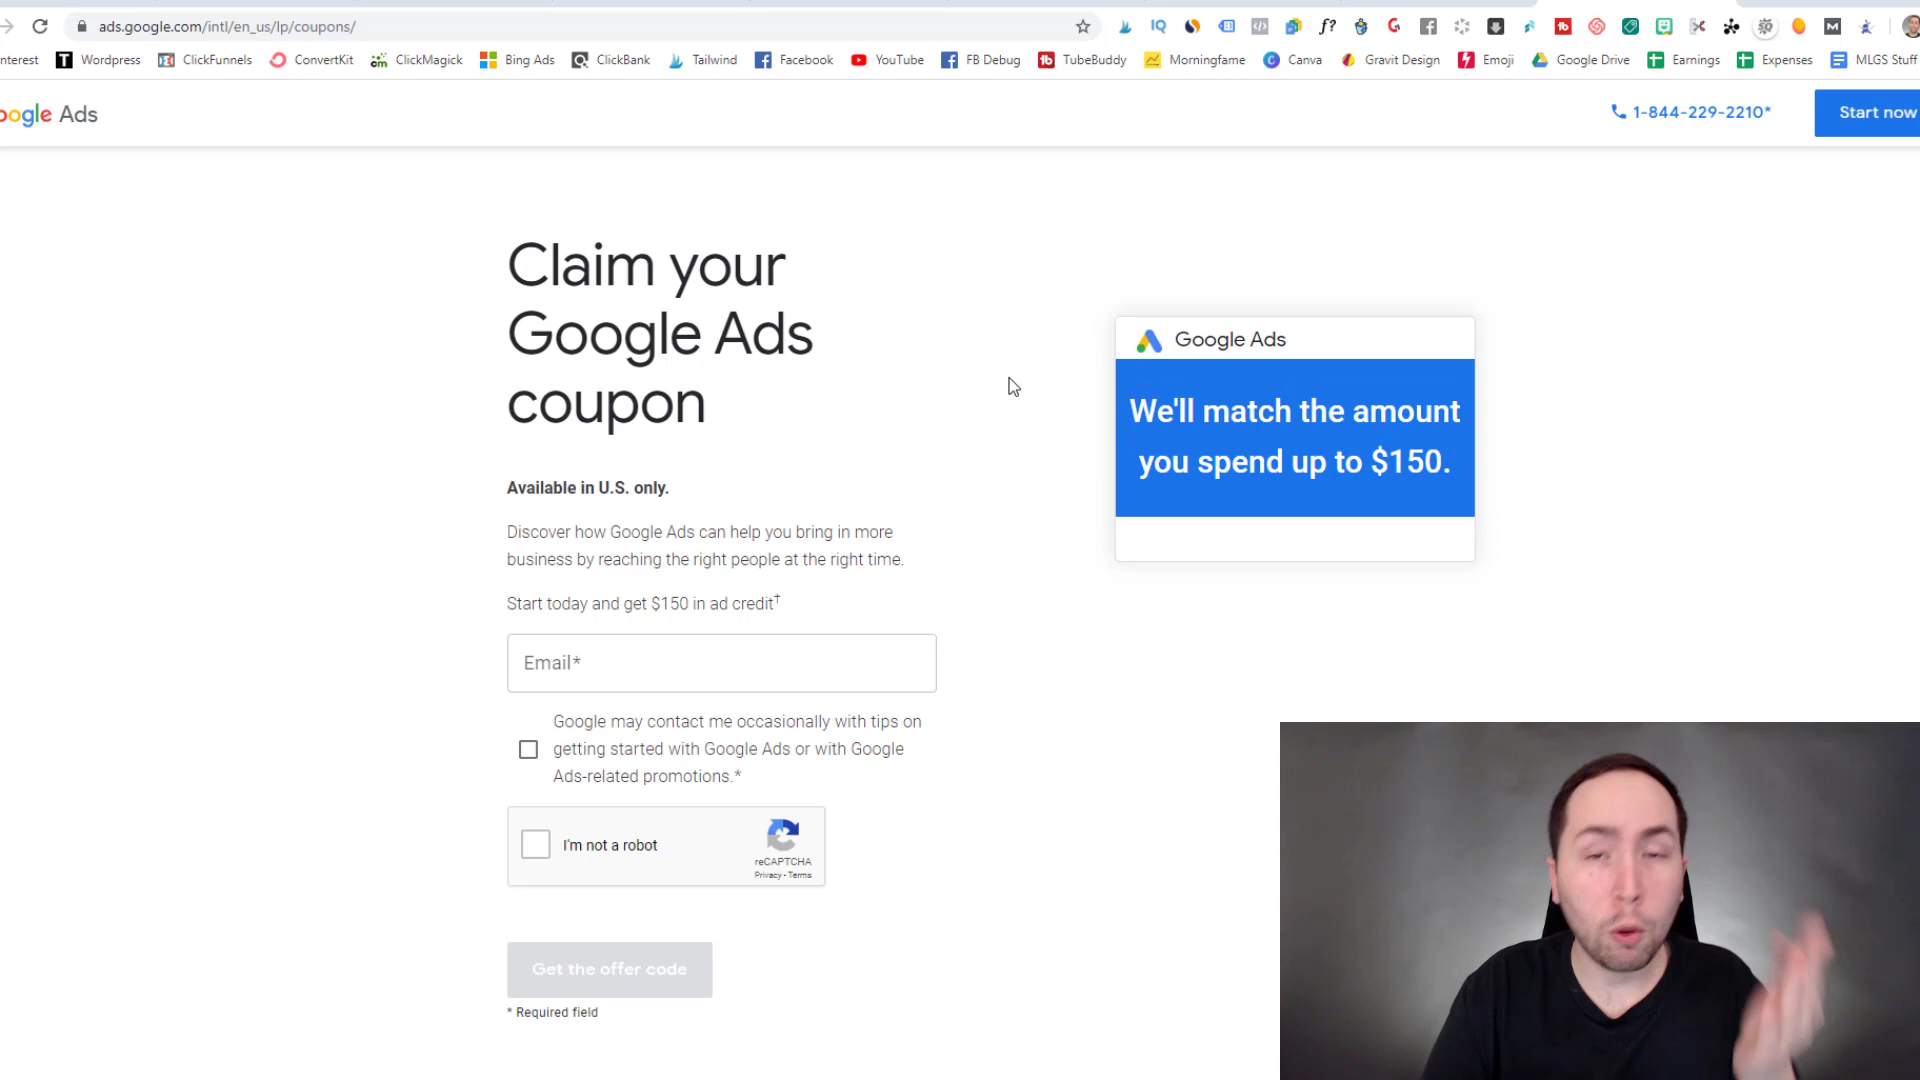 ads.google.com/intl/en_us/lp/coupons/
Wordpress ClickFunnels ConvertKit ClickMagick Bing Ads ClickBank Tailwind Facebook YouTube FB Debug TubeBuddy Morningfame Canva Gravit Design Emoji Google Drive Earnings Expenses MLGS Stuff
oogle Ads
1-844-229-2210*
Start now
Claim your
Google Ads
coupon
Available in U.S. only.
Discover how Google Ads can help you bring in more
business by reaching the right people at the right time.
Start today and get $150 in ad credit†
Email*
Google may contact me occasionally with tips on
getting started with Google Ads or with Google
Ads-related promotions.*
I'm not a robot
reCAPTCHA
Privacy - Terms
Get the offer code
* Required field
Google Ads
We'll match the amount
you spend up to $150.